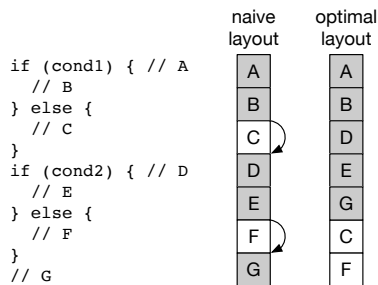 naive
layout
optimal
layout
if (cond1) { // A
// B
} else {
// C
}
if (cond2) { // D
// E
} else {
// F
}
// G
A
B
C
D
E
F
G
A
B
D
E
G
C
F